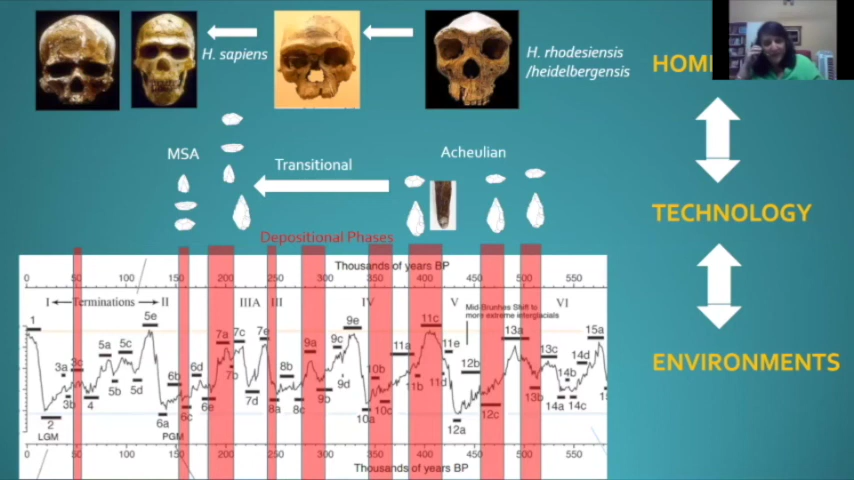 H. sapiens
H. rhodesiensis
/heidelbergensis
HOMI
MSA
Transitional
Acheulian
TECHNOLOGY
Depositional Phases
Thousands of years BP
0 50 100 150 200 250 300 350 400 450 500 550
I Terminations II IIIA III IV V VI
Mid-Brunhes Shift to
more extreme interglacials
1 5e 7a 7c 7e 9e 11c 13a 15a
3a 3c 5a 5c 6b 6d 8b 9a 9c 11a 11e 12b 13c 14d
3b 4 5b 5d 6e 7b 7d 9b 9d 10b 11b 11d 13b 14b
2 6a 6c 8a 8c 10a 10c 12a 12c 14a 14c
LGM PGM
0 50 100 150 200 250 300 350 400 450 500 550
Thousands of years BP
ENVIRONMENTS